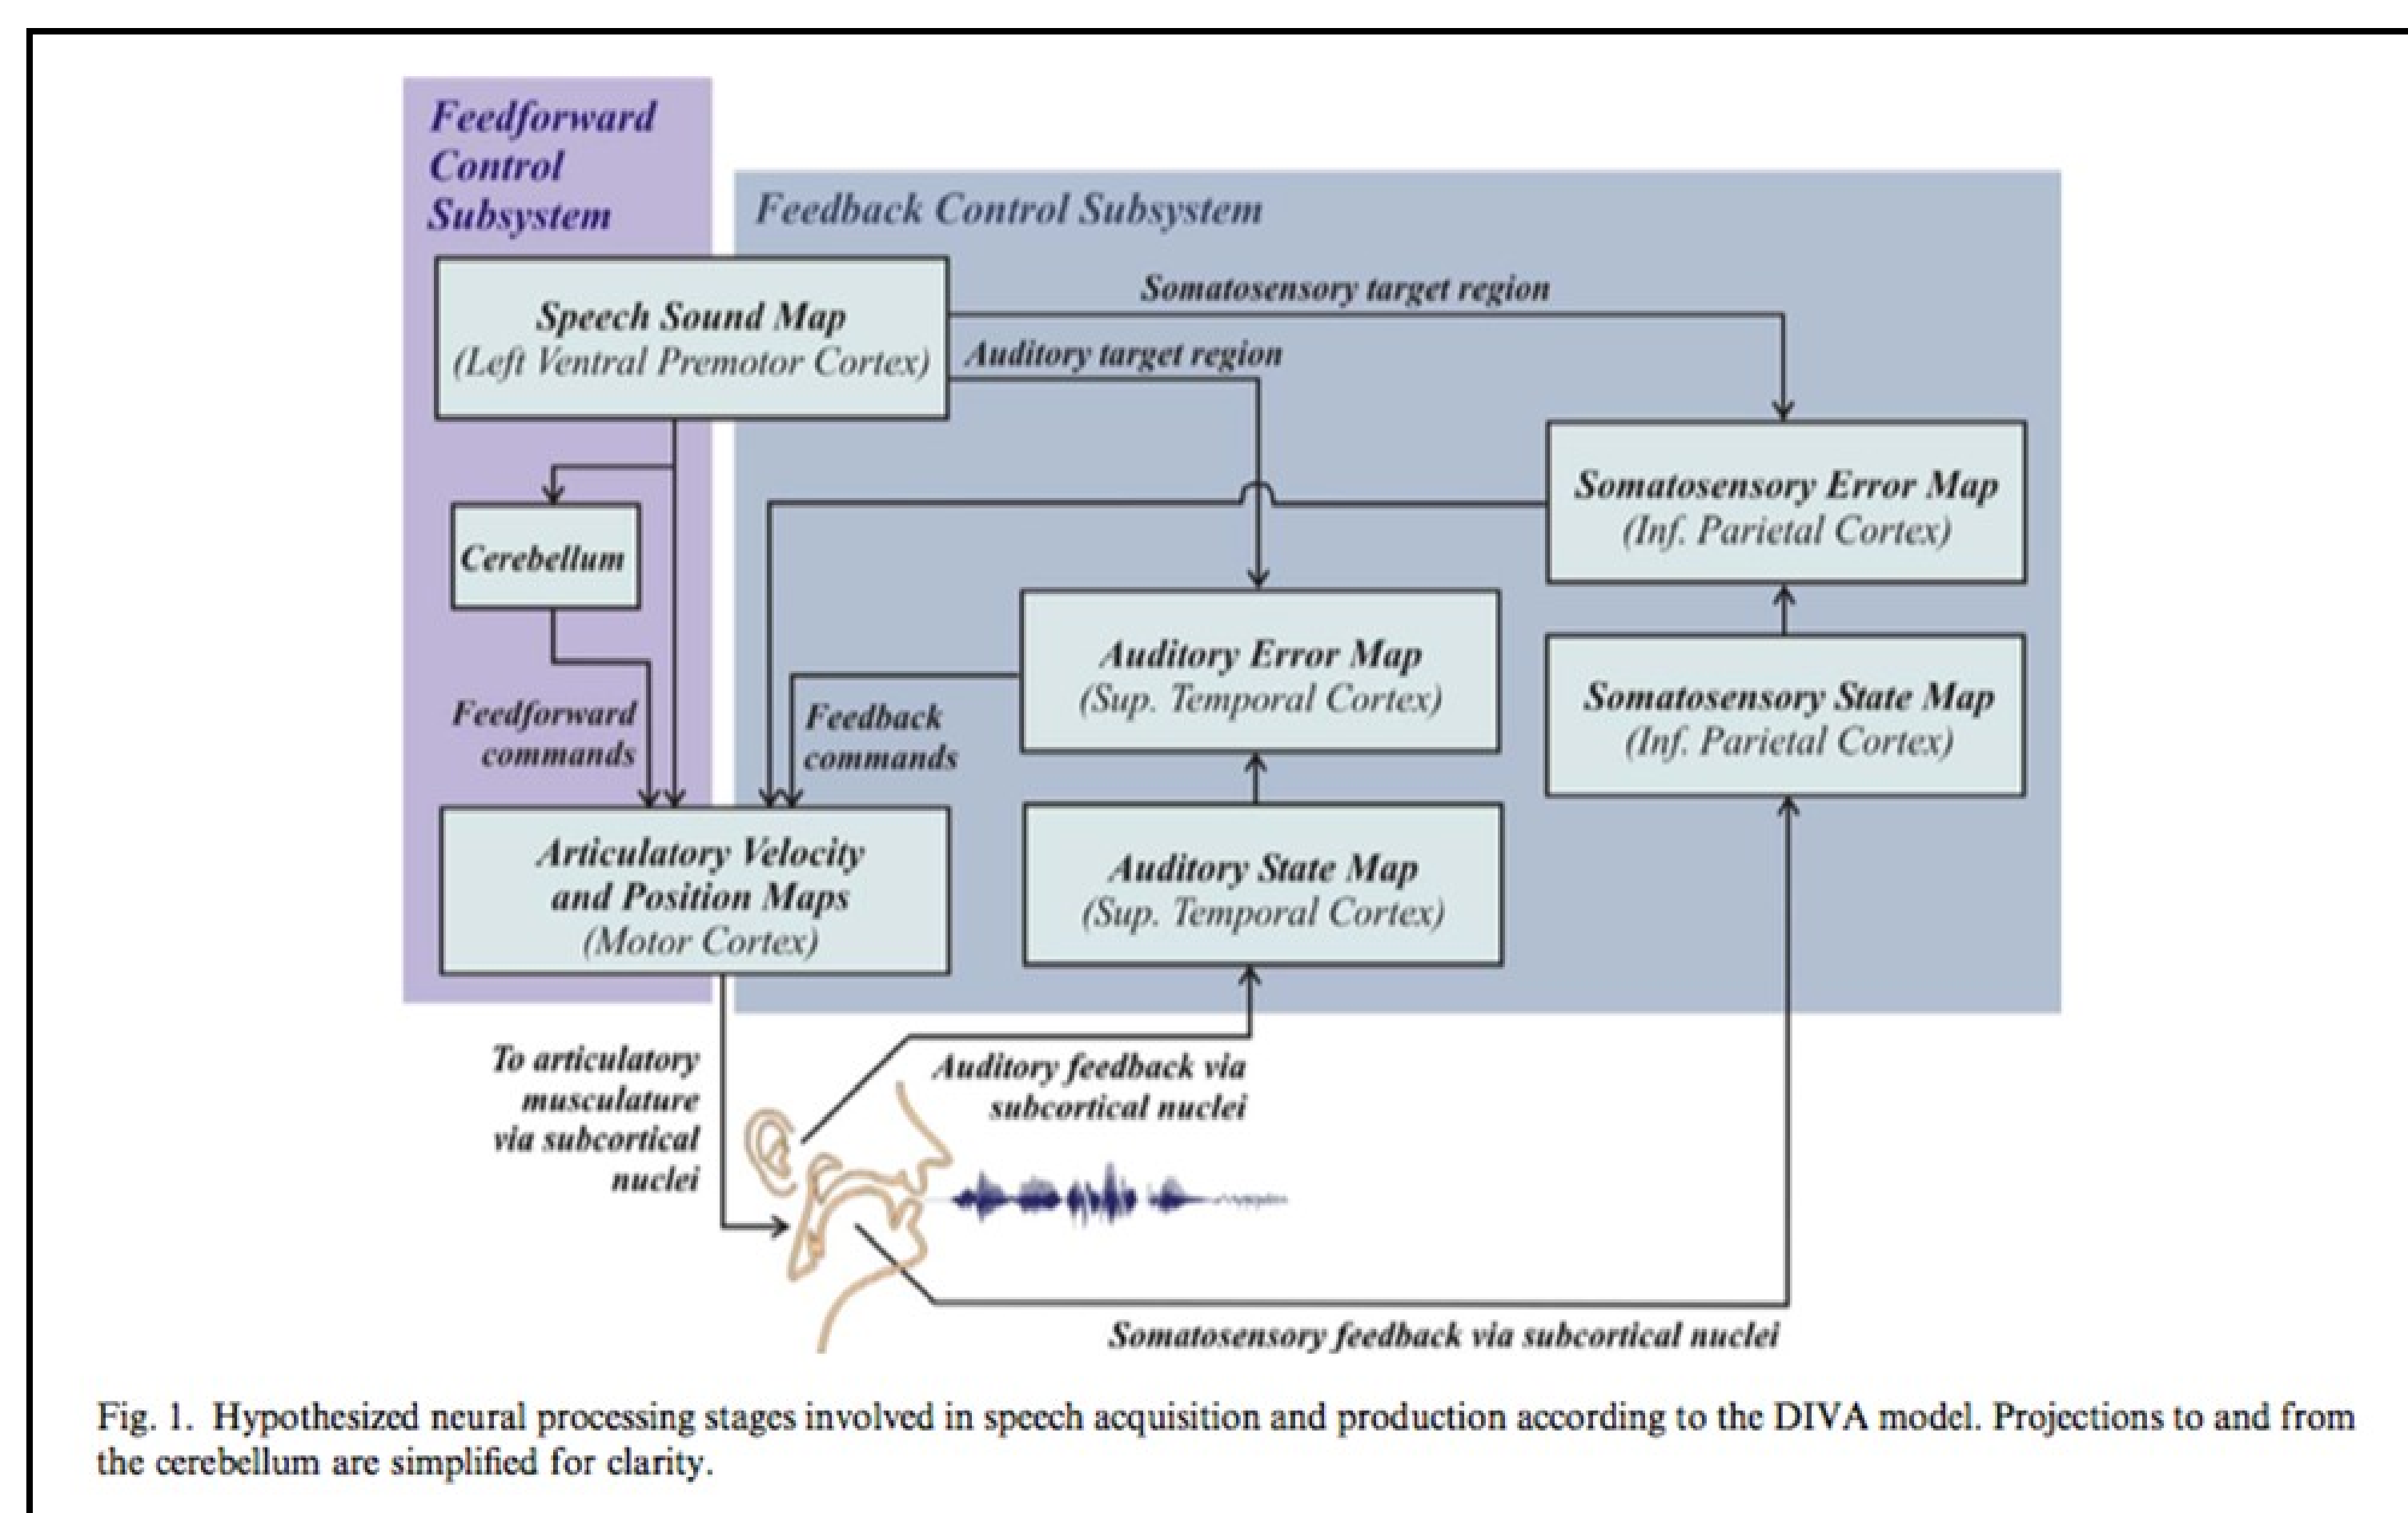 Feedforward
Control
Subsystem
Feedback Control Subsystem
Speech Sound Map
(Left Ventral Premotor Cortex)
Somatosensory target region
Auditory target region
Cerebellum
Somatosensory Error Map
(Inf. Parietal Cortex)
Auditory Error Map
(Sup. Temporal Cortex)
Somatosensory State Map
(Inf. Parietal Cortex)
Feedforward
commands
Feedback
commands
Articulatory Velocity
and Position Maps
(Motor Cortex)
Auditory State Map
(Sup. Temporal Cortex)
To articulatory
musculature
via subcortical
nuclei
Auditory feedback via
subcortical nuclei
Somatosensory feedback via subcortical nuclei
Fig. 1. Hypothesized neural processing stages involved in speech acquisition and production according to the DIVA model. Projections to and from
the cerebellum are simplified for clarity.